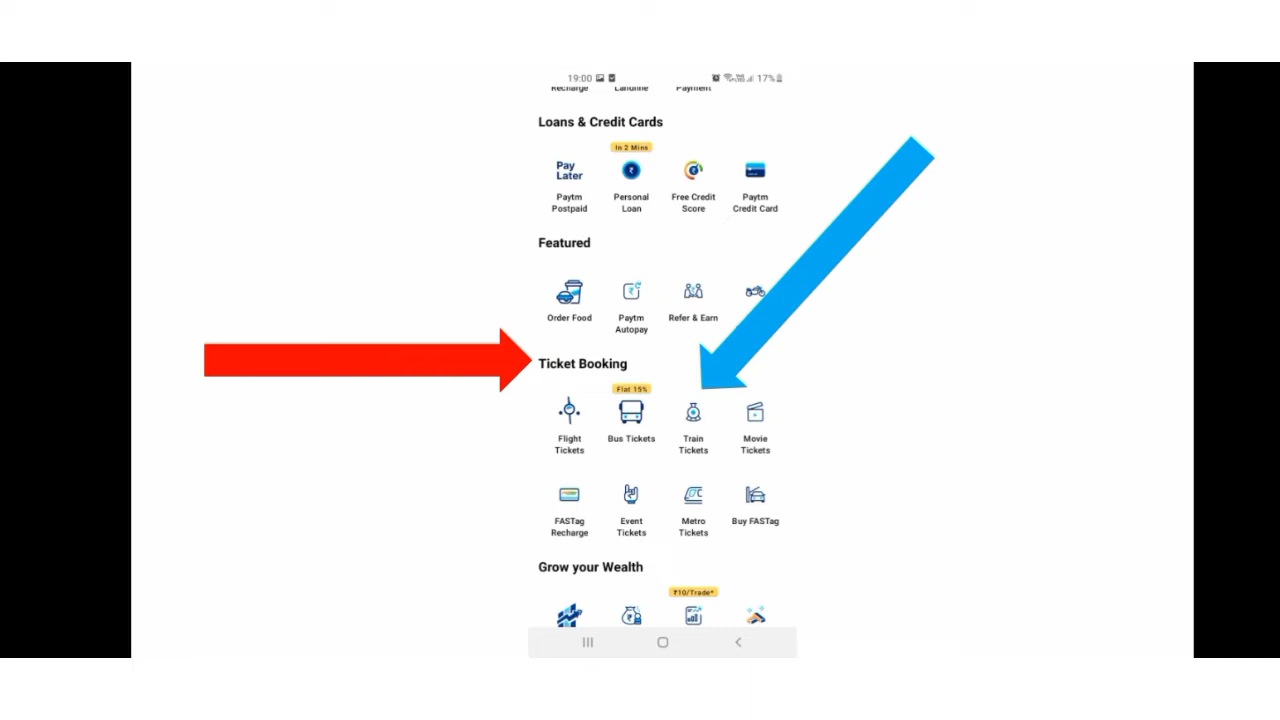 19:00 17%
Recharge Landline Payment
Loans & Credit Cards
In 2 Mins
Pay
Later
Paytm Personal Free Credit Paytm
Postpaid Loan Score Credit Card
Featured
Order Food Paytm Refer & Earn
Autopay
Ticket Booking
Flat 15%
Flight Bus Tickets Train Movie
Tickets Tickets Tickets
FASTag Event Metro Buy FASTag
Recharge Tickets Tickets
Grow your Wealth
₹10/Trade*